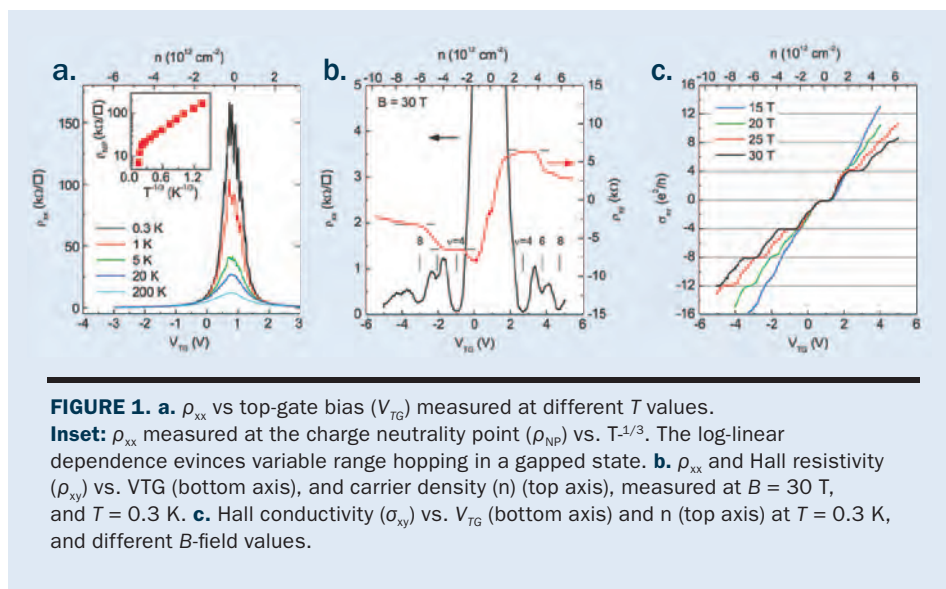 a.
n (10¹² cm⁻²)
-6 -4 -2 0 2
ρxx (kΩ/□)
150
100
50
0
ρNP (kΩ/□)
100
10
0.0 0.6 1.2
T^-1/3 (K^-1/3)
0.3 K
1 K
5 K
20 K
200 K
-3 -2 -1 0 1 2 3
VTG (V)
b.
n (10¹² cm⁻²)
-10 -8 -6 -4 -2 0 2 4 6
B = 30 T
ρxx (kΩ/□)
5
4
3
2
1
0
8 ν=4 ν=4 6 8
15
10
5
0
-5
-10
-15
ρxy (kΩ)
-6 -4 -2 0 2 4 6
VTG (V)
c.
n (10¹² cm⁻²)
-10 -8 -6 -4 -2 0 2 4 6
σxy (e²/h)
16
12
8
4
0
-4
-8
-12
-16
15 T
20 T
25 T
30 T
-6 -4 -2 0 2 4 6
VTG (V)
FIGURE 1. a. ρxx vs top-gate bias (VTG) measured at different T values.
Inset: ρxx measured at the charge neutrality point (ρNP) vs. T-1/3. The log-linear
dependence evinces variable range hopping in a gapped state. b. ρxx and Hall resistivity
(ρxy) vs. VTG (bottom axis), and carrier density (n) (top axis), measured at B = 30 T,
and T = 0.3 K. c. Hall conductivity (σxy) vs. VTG (bottom axis) and n (top axis) at T = 0.3 K,
and different B-field values.